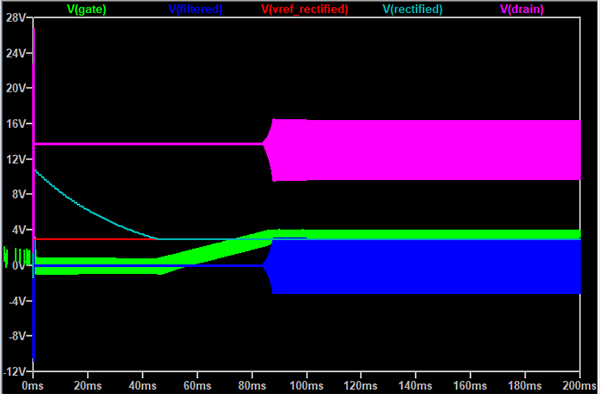 V(gate) V(filtered) V(vref_rectified) V(rectified) V(drain)
28V
24V
20V
16V
12V
8V
4V
0V
-4V
-8V
-12V
0ms 20ms 40ms 60ms 80ms 100ms 120ms 140ms 160ms 180ms 200ms